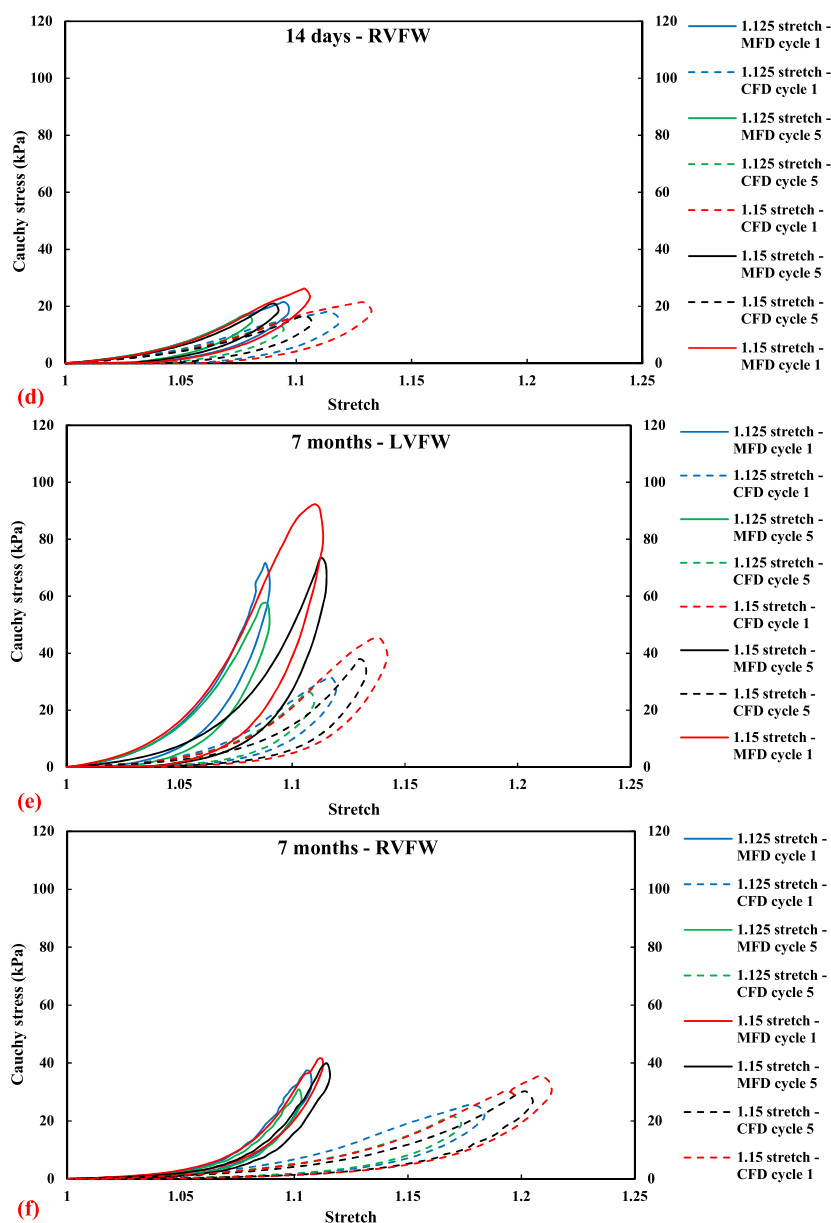 14 days - RVFW
Cauchy stress (kPa)
120
100
80
60
40
20
0
120
100
80
60
40
20
0
1
1.05
1.1
1.15
1.2
1.25
Stretch
(d)
1.125 stretch -
MFD cycle 1
1.125 stretch -
CFD cycle 1
1.125 stretch -
MFD cycle 5
1.125 stretch -
CFD cycle 5
1.15 stretch -
CFD cycle 1
1.15 stretch -
MFD cycle 5
1.15 stretch -
CFD cycle 5
1.15 stretch -
MFD cycle 1
7 months - LVFW
Cauchy stress (kPa)
120
100
80
60
40
20
0
120
100
80
60
40
20
0
1
1.05
1.1
1.15
1.2
1.25
Stretch
(e)
1.125 stretch -
MFD cycle 1
1.125 stretch -
CFD cycle 1
1.125 stretch -
MFD cycle 5
1.125 stretch -
CFD cycle 5
1.15 stretch -
CFD cycle 1
1.15 stretch -
MFD cycle 5
1.15 stretch -
CFD cycle 5
1.15 stretch -
MFD cycle 1
7 months - RVFW
Cauchy stress (kPa)
120
100
80
60
40
20
0
120
100
80
60
40
20
0
1
1.05
1.1
1.15
1.2
1.25
Stretch
(f)
1.125 stretch -
MFD cycle 1
1.125 stretch -
CFD cycle 1
1.125 stretch -
MFD cycle 5
1.125 stretch -
CFD cycle 5
1.15 stretch -
MFD cycle 1
1.15 stretch -
MFD cycle 5
1.15 stretch -
CFD cycle 5
1.15 stretch -
CFD cycle 1